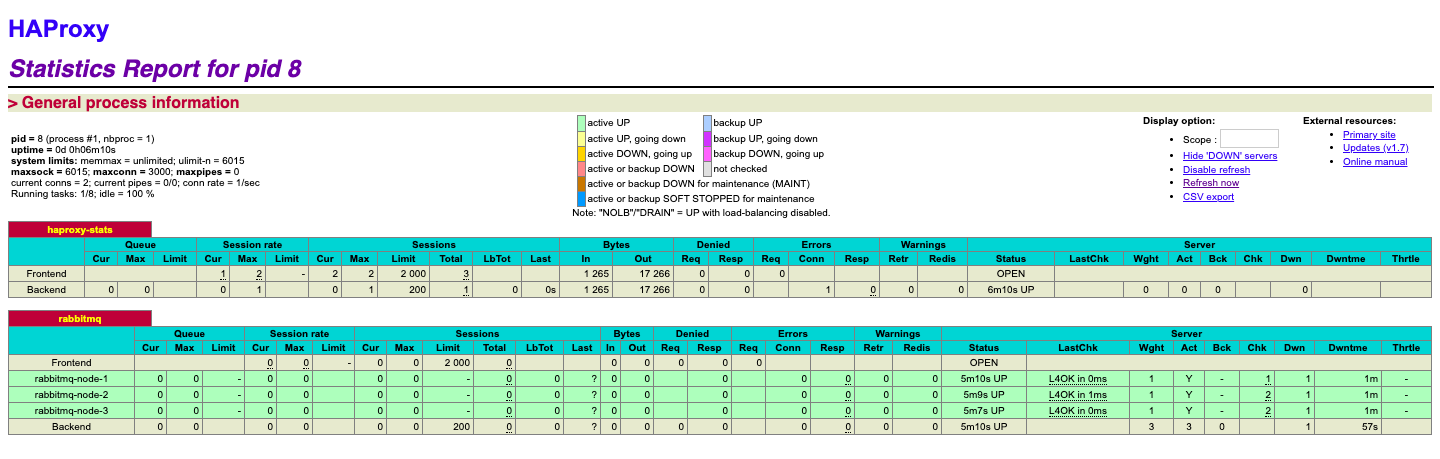 HAProxy
Statistics Report for pid 8
> General process information
pid = 8 (process #1, nbproc = 1)
uptime = 0d 0h06m10s
system limits: memmax = unlimited; ulimit-n = 6015
maxsock = 6015; maxconn = 3000; maxpipes = 0
current conns = 2; current pipes = 0/0; conn rate = 1/sec
Running tasks: 1/8; idle = 100 %
active UP backup UP
active UP, going down backup UP, going down
active DOWN, going up backup DOWN, going up
active or backup DOWN not checked
active or backup DOWN for maintenance (MAINT)
active or backup SOFT STOPPED for maintenance
Note: "NOLB"/"DRAIN" = UP with load-balancing disabled.
Display option:
• Scope :
• Hide 'DOWN' servers
• Disable refresh
• Refresh now
• CSV export
External resources:
• Primary site
• Updates (v1.7)
• Online manual
haproxy-stats
Queue Session rate Sessions Bytes Denied Errors Warnings Server
Cur Max Limit Cur Max Limit Cur Max Limit Total LbTot Last In Out Req Resp Req Conn Resp Retr Redis Status LastChk Wght Act Bck Chk Dwn Dwntme Thrtle
Frontend 1 2 - 2 2 2 000 3 1 265 17 266 0 0 0 OPEN
Backend 0 0 0 1 0 1 200 1 0 0s 1 265 17 266 0 0 1 0 0 0 6m10s UP 0 0 0 0
rabbitmq
Queue Session rate Sessions Bytes Denied Errors Warnings Server
Cur Max Limit Cur Max Limit Cur Max Limit Total LbTot Last In Out Req Resp Req Conn Resp Retr Redis Status LastChk Wght Act Bck Chk Dwn Dwntme Thrtle
Frontend 0 0 - 0 0 2 000 0 0 0 0 0 0 OPEN
rabbitmq-node-1 0 0 - 0 0 0 0 - 0 0 ? 0 0 0 0 0 0 0 5m10s UP L4OK in 0ms 1 Y - 1 1 1m -
rabbitmq-node-2 0 0 - 0 0 0 0 - 0 0 ? 0 0 0 0 0 0 0 5m9s UP L4OK in 1ms 1 Y - 2 1 1m -
rabbitmq-node-3 0 0 - 0 0 0 0 - 0 0 ? 0 0 0 0 0 0 0 5m7s UP L4OK in 0ms 1 Y - 2 1 1m -
Backend 0 0 0 0 0 0 200 0 0 ? 0 0 0 0 0 0 0 0 5m10s UP 3 3 0 1 57s